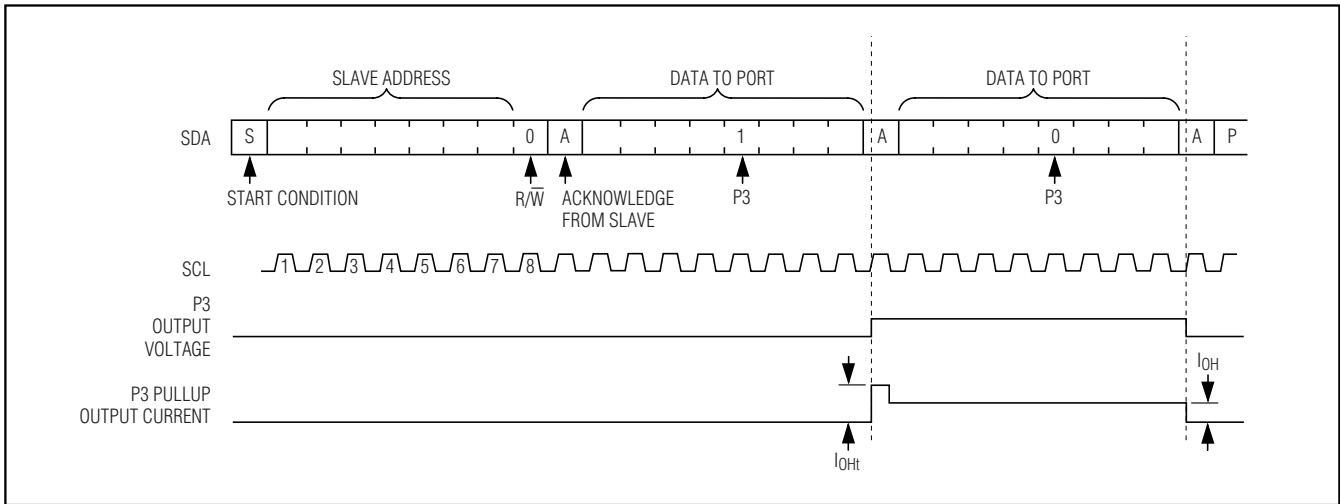 SLAVE ADDRESS DATA TO PORT DATA TO PORT
SDA S 0 A 1 A 0 A P
START CONDITION R/W̅ ACKNOWLEDGE
FROM SLAVE P3 P3
SCL 1 2 3 4 5 6 7 8
P3
OUTPUT
VOLTAGE
IOH
P3 PULLUP
OUTPUT CURRENT
IOHt